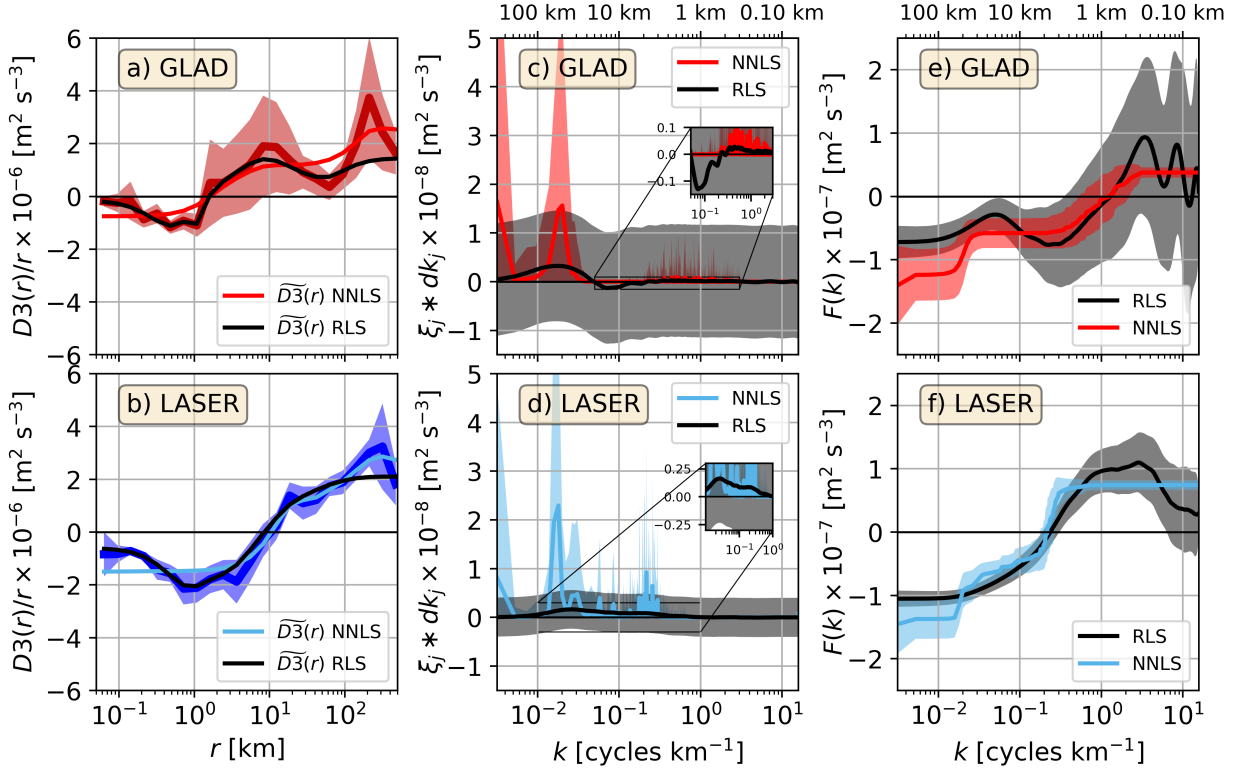 100 km 10 km 1 km 0.10 km
100 km 10 km 1 km 0.10 km
a) GLAD
D3(r)/r × 10⁻⁶ [m² s⁻³]
6
4
2
0
−2
−4
−6
D̃3(r) NNLS
D̃3(r) RLS
c) GLAD
ξⱼ * dkⱼ × 10⁻⁸ [m² s⁻³]
5
4
3
2
1
0
−1
NNLS
RLS
0.1
0.0
−0.1
10⁻¹ 10⁰
e) GLAD
F(k) × 10⁻⁷ [m² s⁻³]
2
1
0
−1
−2
RLS
NNLS
b) LASER
D3(r)/r × 10⁻⁶ [m² s⁻³]
6
4
2
0
−2
−4
−6
D̃3(r) NNLS
D̃3(r) RLS
10⁻¹ 10⁰ 10¹ 10²
r [km]
d) LASER
ξⱼ * dkⱼ × 10⁻⁸ [m² s⁻³]
5
4
3
2
1
0
−1
NNLS
RLS
0.25
0.00
−0.25
10⁻¹ 10⁰
10⁻² 10⁻¹ 10⁰ 10¹
k [cycles km⁻¹]
f) LASER
F(k) × 10⁻⁷ [m² s⁻³]
2
1
0
−1
−2
RLS
NNLS
10⁻² 10⁻¹ 10⁰ 10¹
k [cycles km⁻¹]